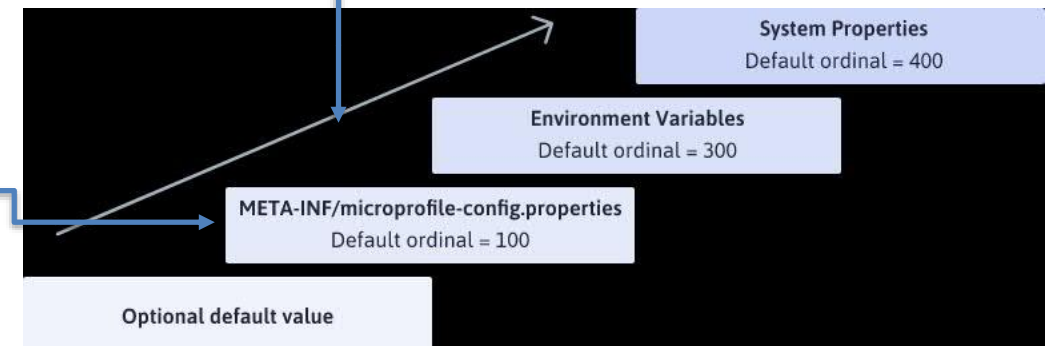 System Properties
Default ordinal = 400
Environment Variables
Default ordinal = 300
META-INF/microprofile-config.properties
Default ordinal = 100
Optional default value